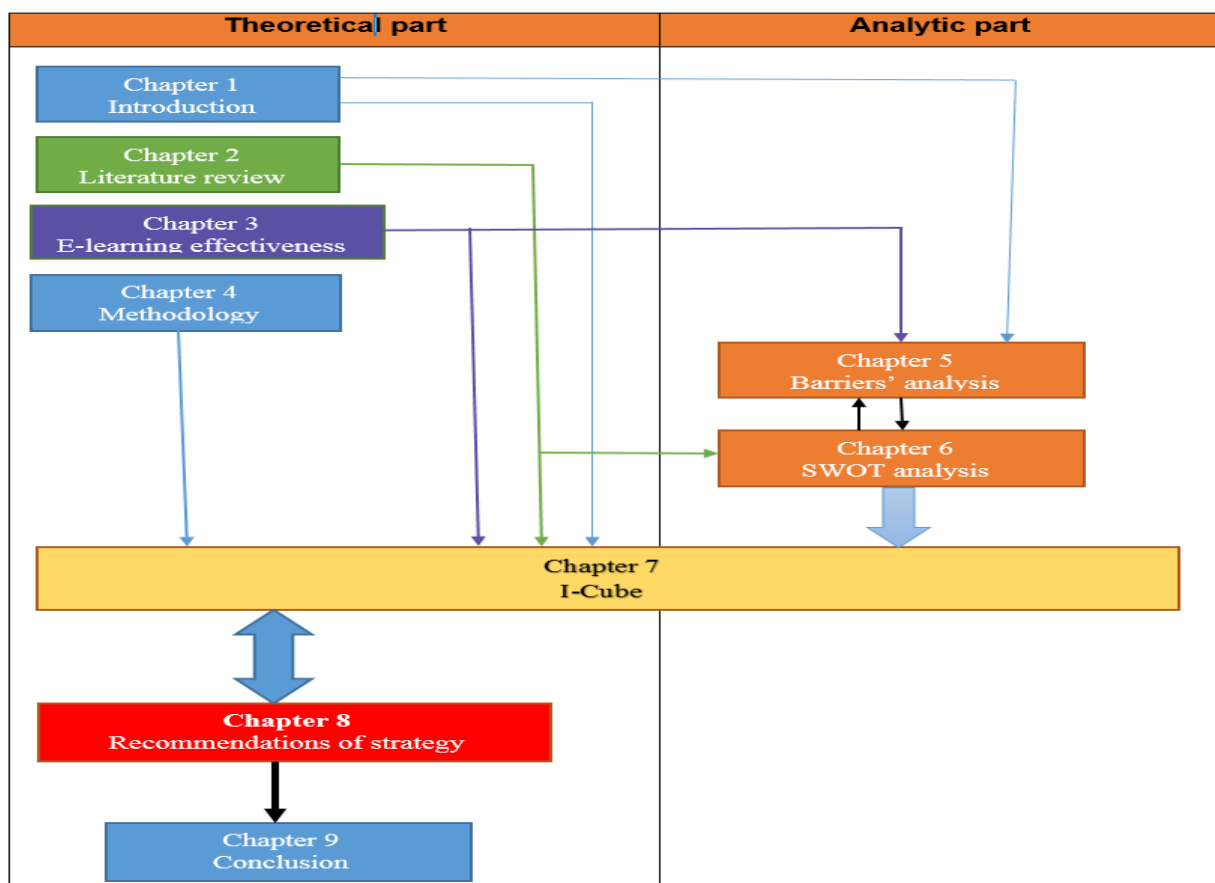 Theoretical part
Analytic part
Chapter 1
Introduction
Chapter 2
Literature review
Chapter 3
E-learning effectiveness
Chapter 4
Methodology
Chapter 5
Barriers’ analysis
Chapter 6
SWOT analysis
Chapter 7
I-Cube
Chapter 8
Recommendations of strategy
Chapter 9
Conclusion